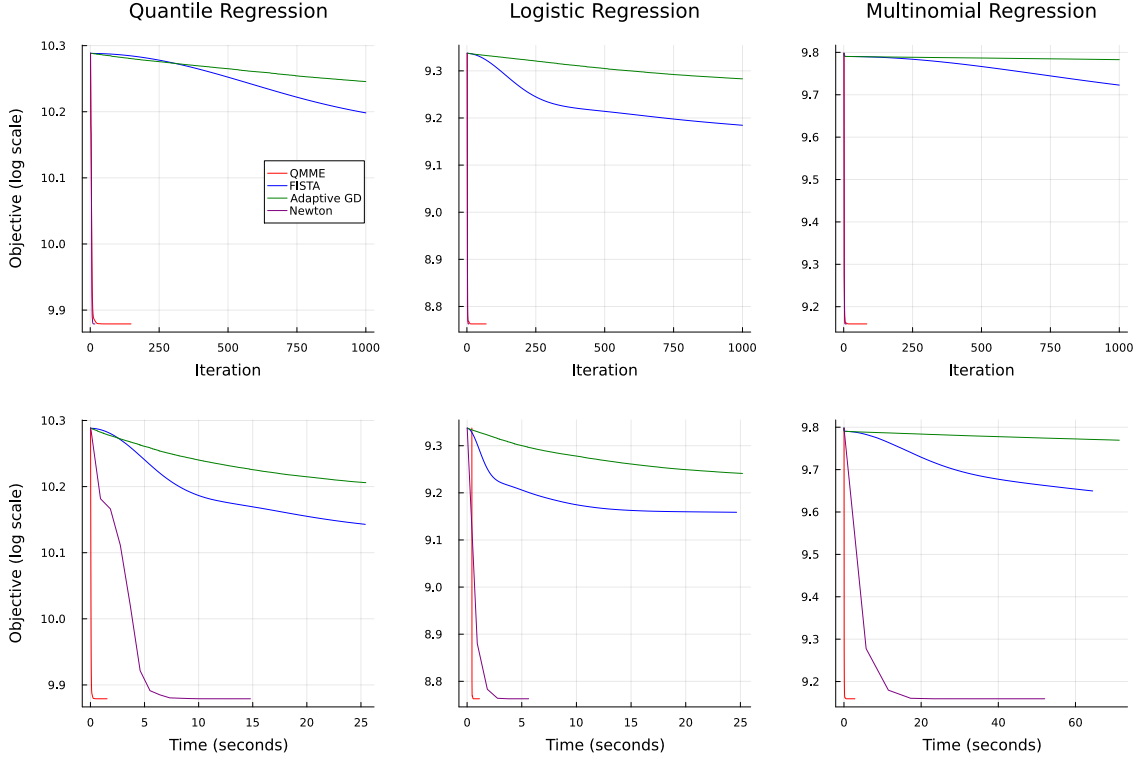 Quantile Regression
Logistic Regression
Multinomial Regression
Objective (log scale)
10.3
10.2
10.1
10.0
9.9
QMME
FISTA
Adaptive GD
Newton
0 250 500 750 1000
Iteration
9.3
9.2
9.1
9.0
8.9
8.8
0 250 500 750 1000
Iteration
9.8
9.7
9.6
9.5
9.4
9.3
9.2
0 250 500 750 1000
Iteration
Objective (log scale)
10.3
10.2
10.1
10.0
9.9
0 5 10 15 20 25
Time (seconds)
9.3
9.2
9.1
9.0
8.9
8.8
0 5 10 15 20 25
Time (seconds)
9.8
9.7
9.6
9.5
9.4
9.3
9.2
0 20 40 60
Time (seconds)